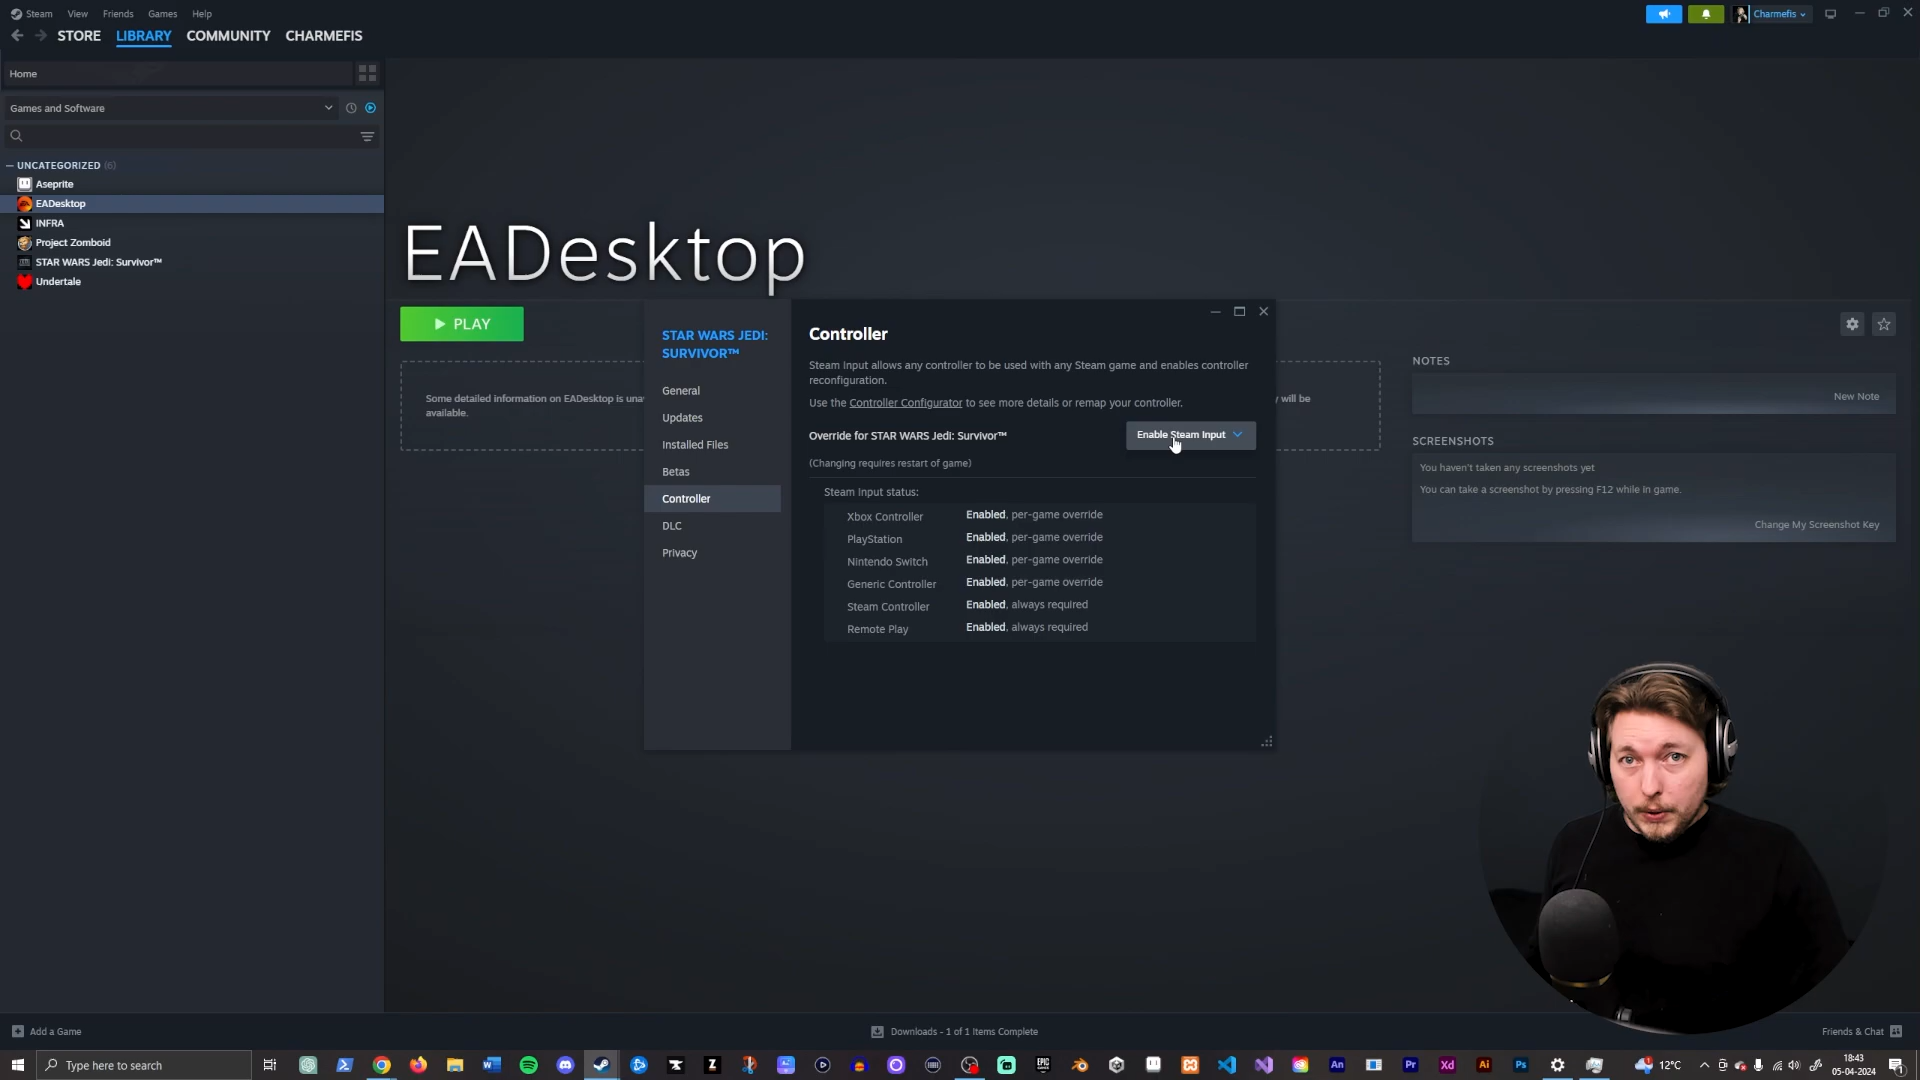 Steam View Friends Games Help
Charmefis
STORE LIBRARY COMMUNITY CHARMEFIS
Home
Games and Software
— UNCATEGORIZED (6)
Aseprite
EADesktop
INFRA
Project Zomboid
STAR WARS Jedi: Survivor™
Undertale
EADesktop
PLAY
Some detailed information on EADesktop is una
available.
y will be
NOTES
New Note
SCREENSHOTS
You haven't taken any screenshots yet
You can take a screenshot by pressing F12 while in game.
Change My Screenshot Key
STAR WARS JEDI:
SURVIVOR™
General
Updates
Installed Files
Betas
Controller
DLC
Privacy
Controller
Steam Input allows any controller to be used with any Steam game and enables controller
reconfiguration.
Use the Controller Configurator to see more details or remap your controller.
Override for STAR WARS Jedi: Survivor™ Enable Steam Input
(Changing requires restart of game)
Steam Input status:
Xbox Controller Enabled, per-game override
PlayStation Enabled, per-game override
Nintendo Switch Enabled, per-game override
Generic Controller Enabled, per-game override
Steam Controller Enabled, always required
Remote Play Enabled, always required
Add a Game
Downloads - 1 of 1 Items Complete
Friends & Chat
Type here to search
12°C
18:43
05-04-2024